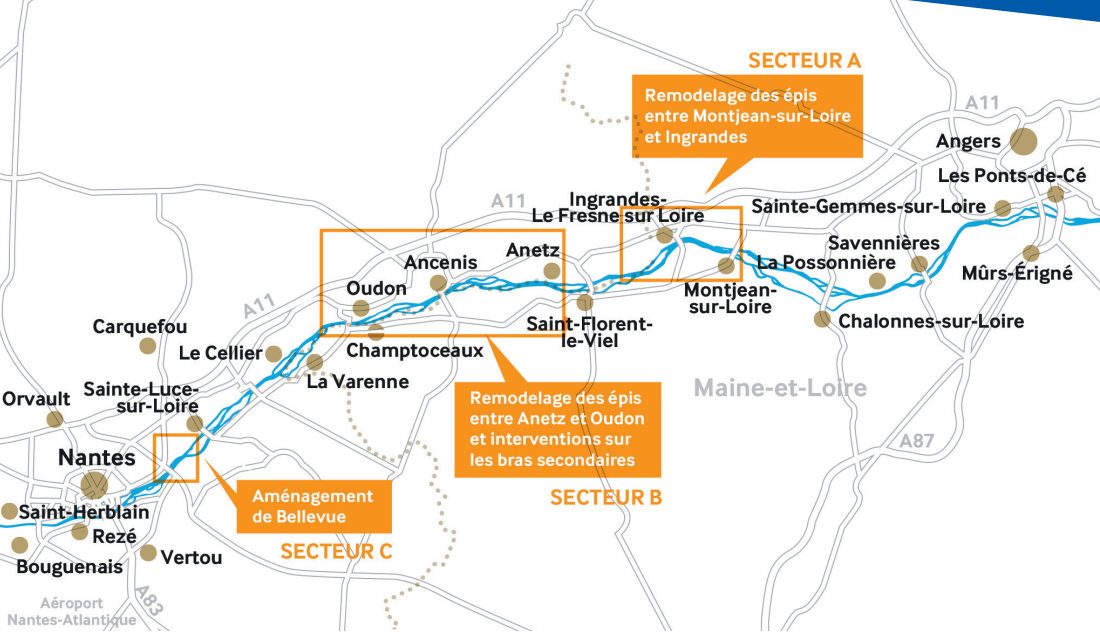 SECTEUR A
Remodelage des épis
entre Montjean-sur-Loire
et Ingrandes
A11
Angers
Les Ponts-de-Cé
Ingrandes-
Le Fresne sur Loire
A11
Sainte-Gemmes-sur-Loire
Savennières
La Possonnière
Mûrs-Érigné
Anetz
Ancenis
Oudon
Montjean-
sur-Loire
A11
Saint-Florent-
le-Viel
Chalonnes-sur-Loire
Carquefou
Le Cellier
Champtoceaux
La Varenne
Maine-et-Loire
Orvault
Sainte-Luce-
sur-Loire
Remodelage des épis
entre Anetz et Oudon
et interventions sur
les bras secondaires
SECTEUR B
A87
Nantes
Aménagement
de Bellevue
SECTEUR C
Saint-Herblain
Rezé
Vertou
Bouguenais
A83
Aéroport
Nantes-Atlantique